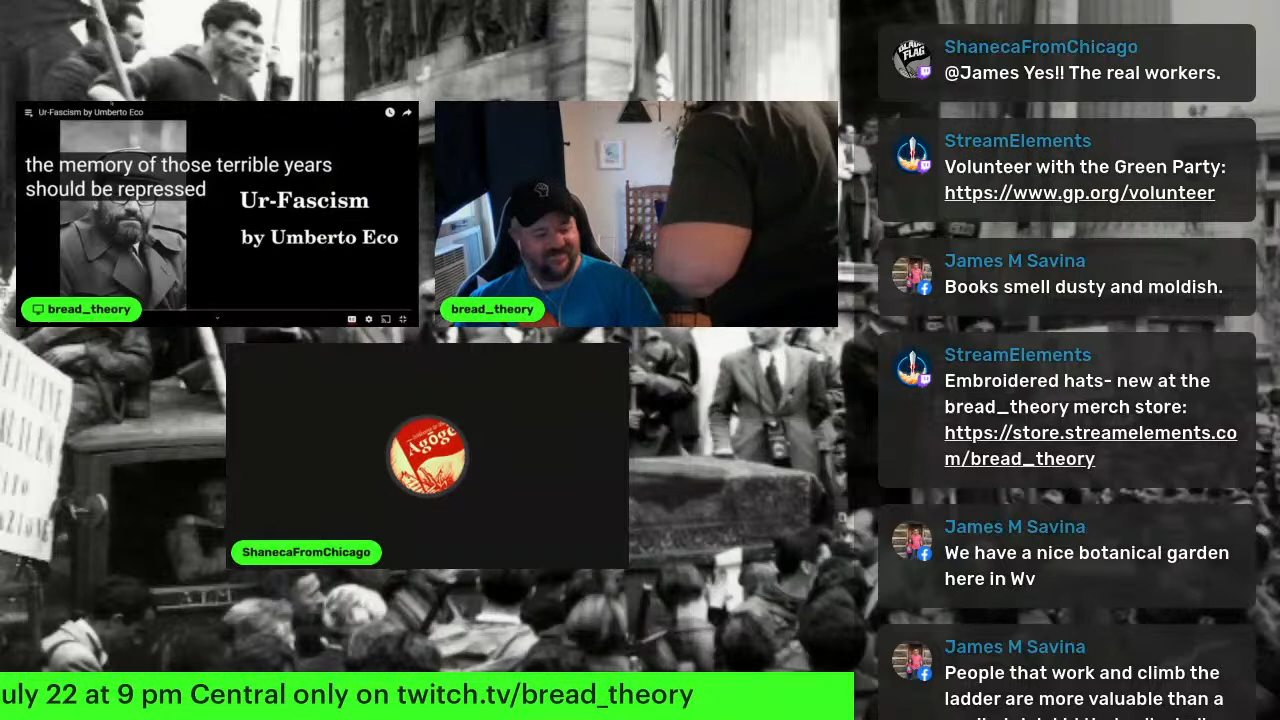 Ur-Fascism by Umberto Eco
the memory of those terrible years
should be repressed
Ur-Fascism
by Umberto Eco
bread_theory
bread_theory
Agōge
ShanecaFromChicago
uly 22 at 9 pm Central only on twitch.tv/bread_theory
BLACK
FLAG
ShanecaFromChicago
@James Yes!! The real workers.
StreamElements
Volunteer with the Green Party:
https://www.gp.org/volunteer
James M Savina
Books smell dusty and moldish.
StreamElements
Embroidered hats- new at the
bread_theory merch store:
https://store.streamelements.co
m/bread_theory
James M Savina
We have a nice botanical garden
here in Wv
James M Savina
People that work and climb the
ladder are more valuable than a